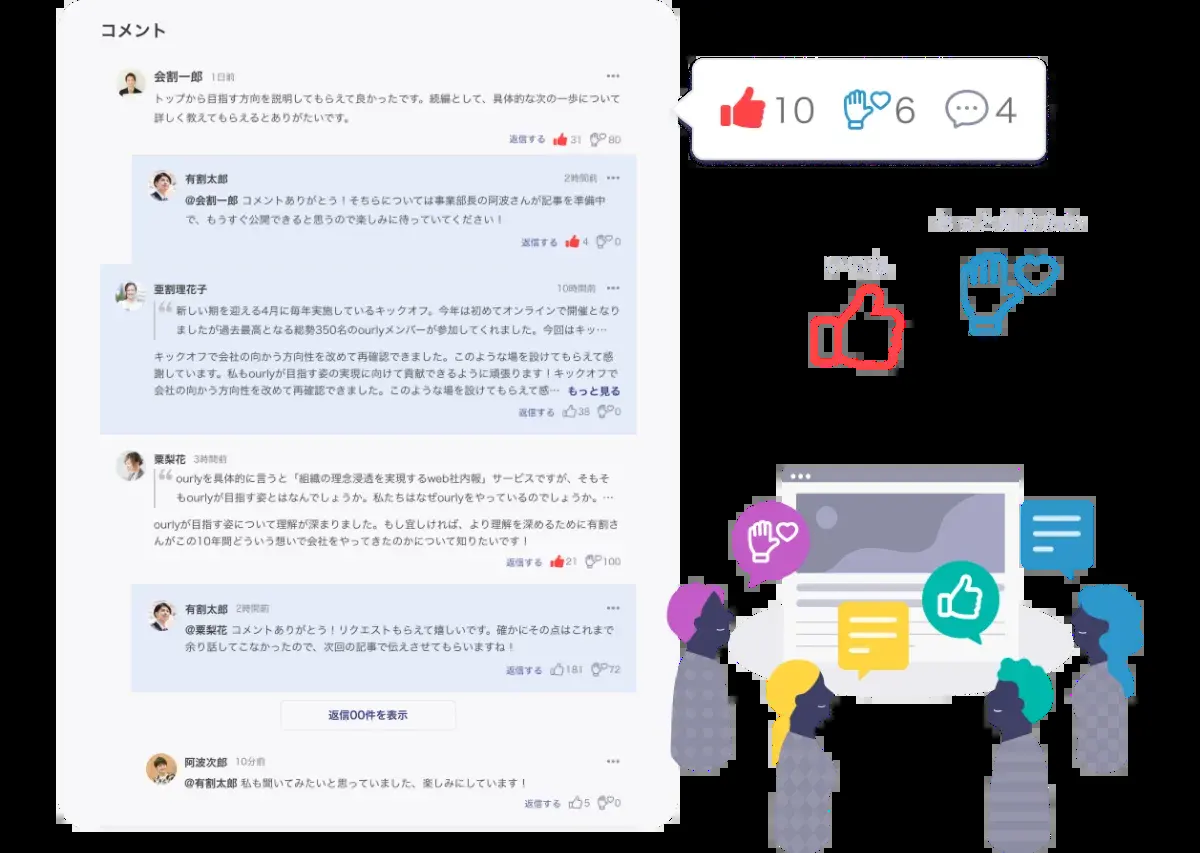 コメント
会割一郎 1日前
トップから目指す方向を説明してもらえて良かったです。続編として、具体的な次の一歩について
詳しく教えてもらえるとありがたいです。
返信する 31 80
有割太郎 2時間前
@会割一郎 コメントありがとう！そちらについては事業部長の阿波さんが記事を準備中
で、もうすぐ公開できると思うので楽しみに待っていてください！
返信する 4 0
亜割理花子 10時間前
新しい期を迎える4月に毎年実施しているキックオフ。今年は初めてオンラインで開催となり
ましたが過去最高となる総勢350名のourlyメンバーが参加してくれました。今回はキッ…
キックオフで会社の向かう方向性を改めて再確認できました。このような場を設けてもらえて感
謝しています。私もourlyが目指す姿の実現に向けて貢献できるように頑張ります！キックオフで
会社の向かう方向性を改めて再確認できました。このような場を設けてもらえて感… もっと見る
返信する 38 0
栗梨花 3時間前
ourlyを具体的に言うと「組織の理念浸透を実現するweb社内報」サービスですが、そもそ
もourlyが目指す姿とはなんでしょうか。私たちはなぜourlyをやっているのでしょうか。…
ourlyが目指す姿について理解が深まりました。もし宜しければ、より理解を深めるために有割さ
んがこの10年間どういう想いで会社をやってきたのかについて知りたいです！
返信する 21 100
有割太郎 2時間前
@栗梨花 コメントありがとう！リクエストもらえて嬉しいです。確かにその点はこれまで
余り話してこなかったので、次回の記事で伝えさせてもらいますね！
返信する 181 72
返信00件を表示
阿波次郎 10分前
@有割太郎 私も聞いてみたいと思っていました、楽しみにしています！
返信する 5 0
10 6 4